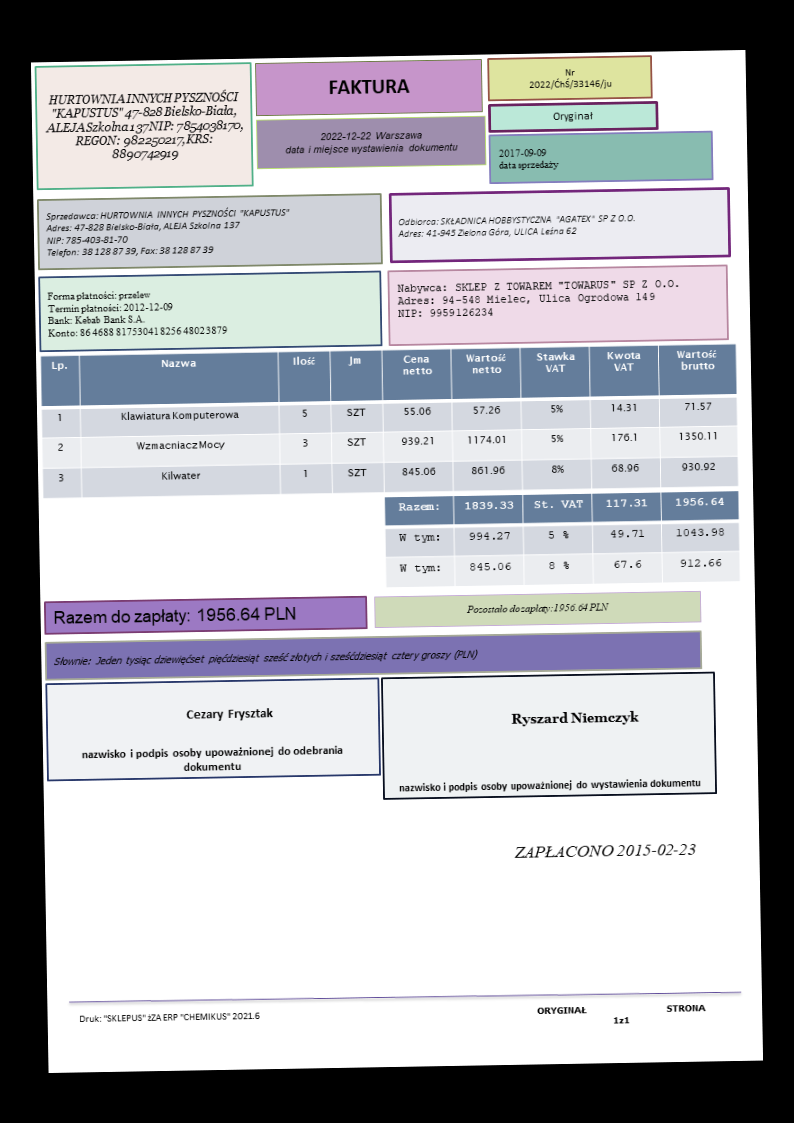 HURTOWNIA INNYCH PYSZNOŚCI
"KAPUSTUS" 47-828 Bielsko-Biała,
ALEJA Szkolna 137 NIP: 7854038170,
REGON: 982250217, KRS:
8890742919
FAKTURA
2022-12-22 Warszawa
data i miejsce wystawienia dokumentu
Nr
2022/ĆhŚ/33146/ju
Oryginał
2017-09-09
data sprzedaży
Sprzedawca: HURTOWNIA INNYCH PYSZNOŚCI "KAPUSTUS"
Adres: 47-828 Bielsko-Biała, ALEJA Szkolna 137
NIP: 785-403-81-70
Telefon: 38 128 87 39, Fax: 38 128 87 39
Odbiorca: SKŁADNICA HOBBYSTYCZNA "AGATEX" SP Z O.O.
Adres: 41-945 Zielona Góra, ULICA Leśna 62
Forma płatności: przelew
Termin płatności: 2012-12-09
Bank: Kebab Bank S.A.
Konto: 86 4688 8175 3041 8256 4802 3879
Nabywca: SKLEP Z TOWAREM "TOWARUS" SP Z O.O.
Adres: 94-548 Mielec, Ulica Ogrodowa 149
NIP: 9959126234
Lp. Nazwa Ilość Jm Cena netto Wartość netto Stawka VAT Kwota VAT Wartość brutto
1 Klawiatura Komputerowa 5 SZT 55.06 57.26 5% 14.31 71.57
2 Wzmacniacz Mocy 3 SZT 939.21 1174.01 5% 176.1 1350.11
3 Kilwater 1 SZT 845.06 861.96 8% 68.96 930.92
Razem: 1839.33 St. VAT 117.31 1956.64
W tym: 994.27 5 % 49.71 1043.98
W tym: 845.06 8 % 67.6 912.66
Razem do zapłaty: 1956.64 PLN
Pozostało do zapłaty: 1956.64 PLN
Słownie: Jeden tysiąc dziewięćset pięćdziesiąt sześć złotych i sześćdziesiąt cztery groszy (PLN)
Cezary Frysztak
nazwisko i podpis osoby upoważnionej do odebrania
dokumentu
Ryszard Niemczyk
nazwisko i podpis osoby upoważnionej do wystawienia dokumentu
ZAPŁACONO 2015-02-23
Druk: "SKLEPUS" żZA ERP "CHEMIKUS" 2021.6
ORYGINAŁ STRONA
1 z 1